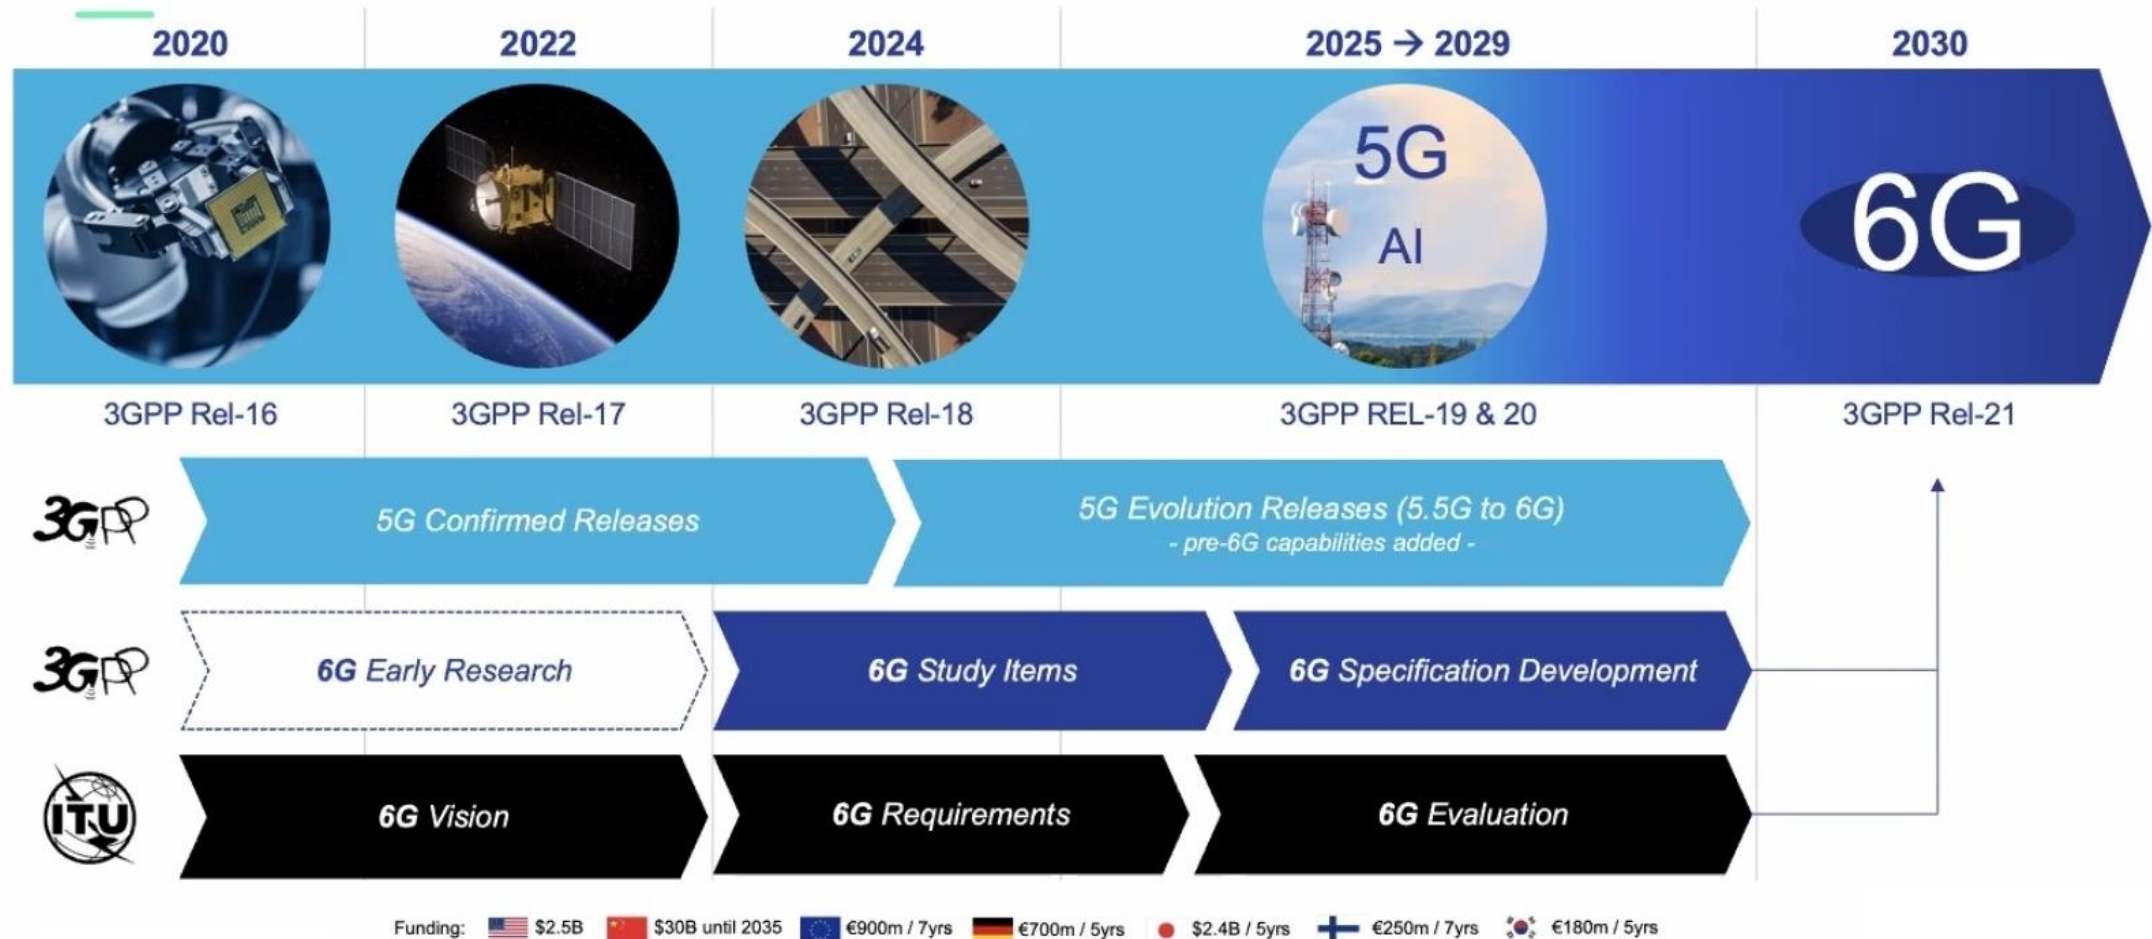 2020
2022
2024
2025 → 2029
2030
5G
AI
6G
3GPP Rel-16
3GPP Rel-17
3GPP Rel-18
3GPP REL-19 & 20
3GPP Rel-21
3GPP
5G Confirmed Releases
5G Evolution Releases (5.5G to 6G)
- pre-6G capabilities added -
3GPP
6G Early Research
6G Study Items
6G Specification Development
ITU
6G Vision
6G Requirements
6G Evaluation
Funding: $2.5B $30B until 2035 €900m / 7yrs €700m / 5yrs $2.4B / 5yrs €250m / 7yrs €180m / 5yrs